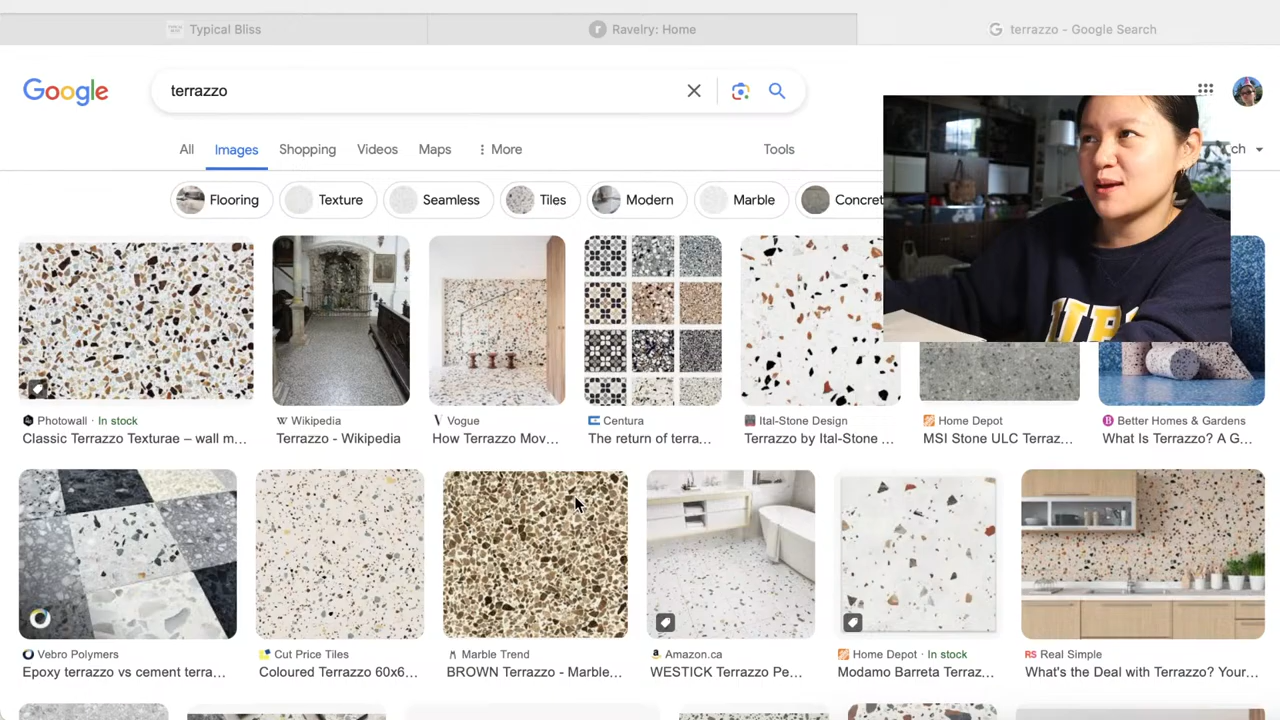 Typical Bliss
Ravelry: Home
terrazzo - Google Search
Google
terrazzo
All
Images
Shopping
Videos
Maps
More
Tools
ch
Flooring
Texture
Seamless
Tiles
Modern
Marble
Concret
Photowall · In stock
Classic Terrazzo Texturae – wall m...
Wikipedia
Terrazzo - Wikipedia
Vogue
How Terrazzo Mov...
Centura
The return of terra...
Ital-Stone Design
Terrazzo by Ital-Stone ...
Home Depot
MSI Stone ULC Terraz...
Better Homes & Gardens
What Is Terrazzo? A G...
Vebro Polymers
Epoxy terrazzo vs cement terra...
Cut Price Tiles
Coloured Terrazzo 60x6...
Marble Trend
BROWN Terrazzo - Marble...
Amazon.ca
WESTICK Terrazzo Pe...
Home Depot · In stock
Modamo Barreta Terraz...
RS Real Simple
What's the Deal with Terrazzo? Your...